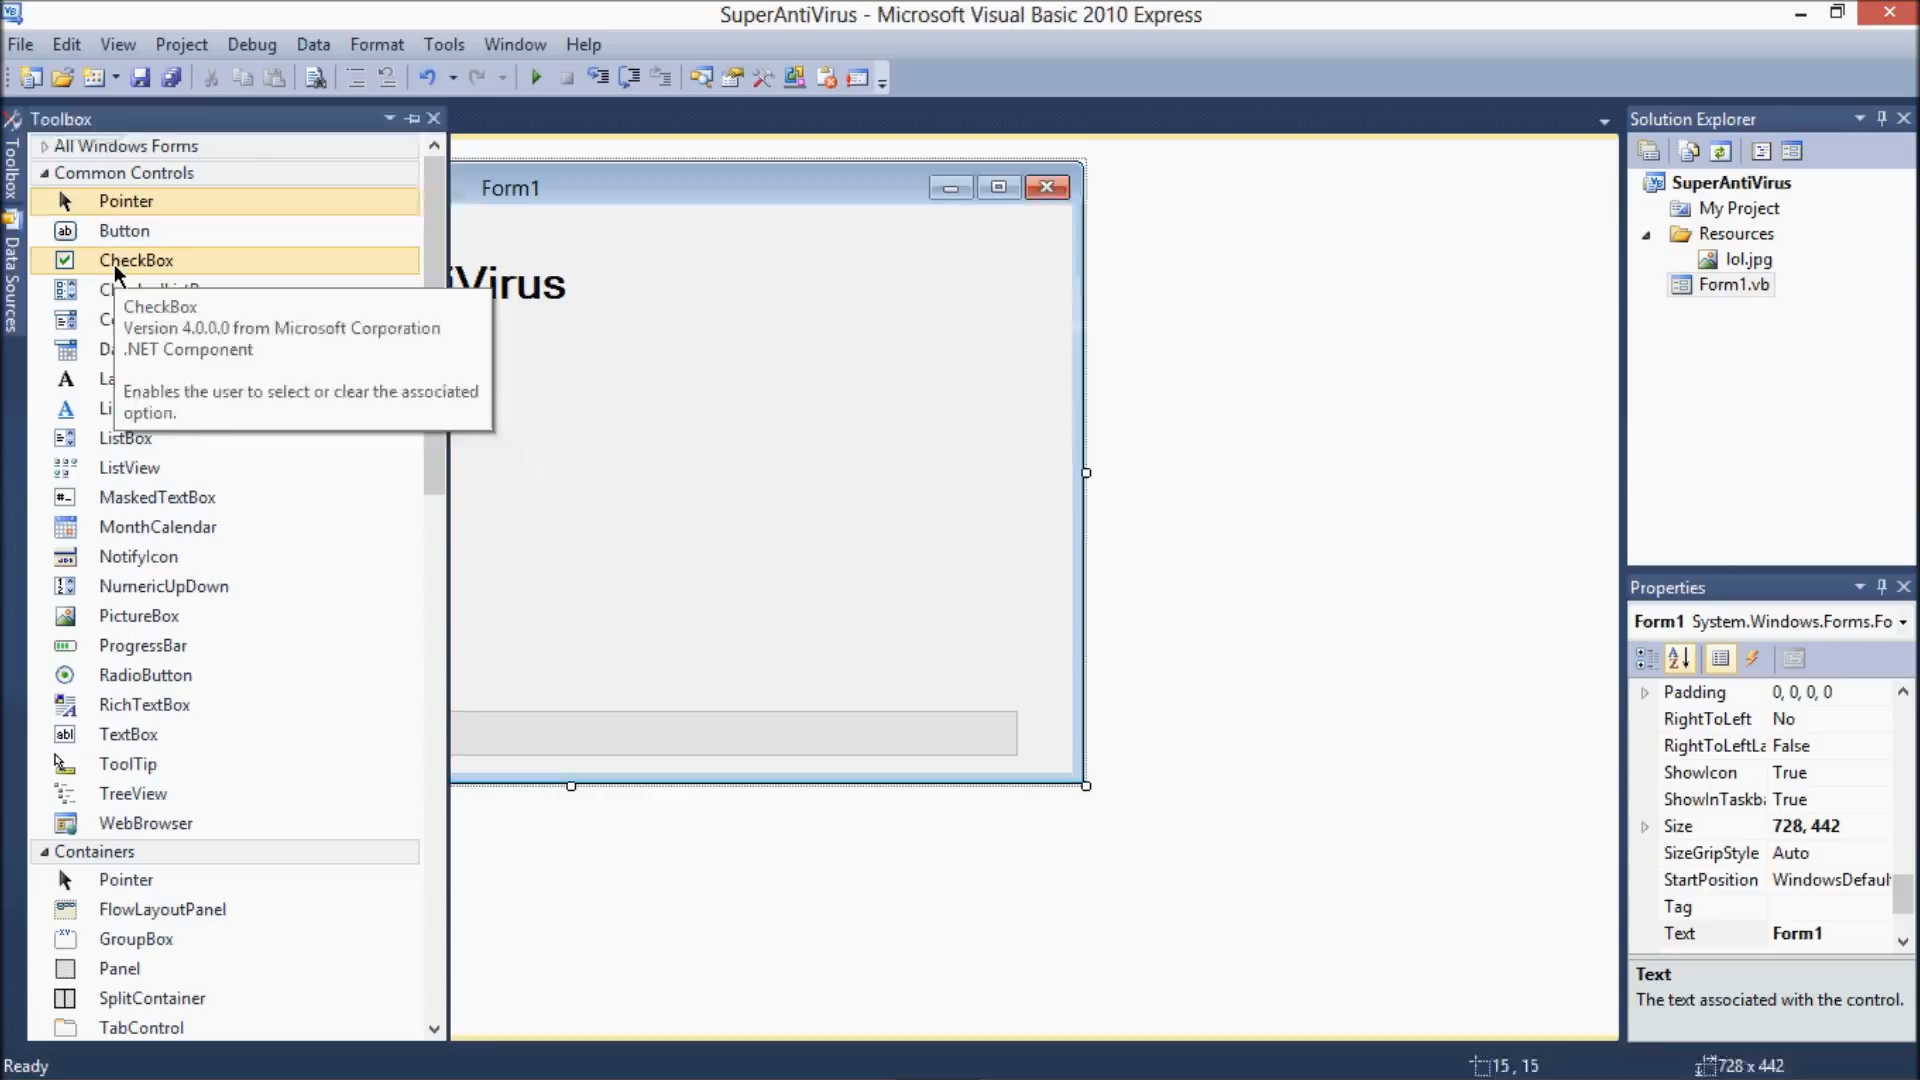 SuperAntiVirus - Microsoft Visual Basic 2010 Express
File Edit View Project Debug Data Format Tools Window Help
Toolbox
Data Sources
Toolbox
All Windows Forms
Common Controls
Pointer
Button
CheckBox
CheckBox
Version 4.0.0.0 from Microsoft Corporation
.NET Component
Enables the user to select or clear the associated
option.
ListBox
ListView
MaskedTextBox
MonthCalendar
NotifyIcon
NumericUpDown
PictureBox
ProgressBar
RadioButton
RichTextBox
TextBox
ToolTip
TreeView
WebBrowser
Containers
Pointer
FlowLayoutPanel
GroupBox
Panel
SplitContainer
TabControl
Form1
iVirus
Solution Explorer
SuperAntiVirus
My Project
Resources
lol.jpg
Form1.vb
Properties
Form1 System.Windows.Forms.Fo
Padding 0, 0, 0, 0
RightToLeft No
RightToLeftLa False
ShowIcon True
ShowInTaskba True
Size 728, 442
SizeGripStyle Auto
StartPosition WindowsDefault
Tag
Text Form1
Text
The text associated with the control.
Ready
15 , 15
728 x 442